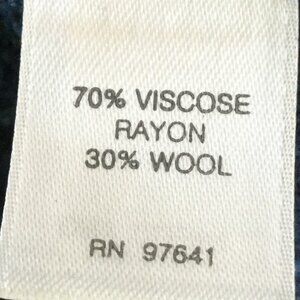 70% VISCOSE
RAYON
30% WOOL
RN 97641